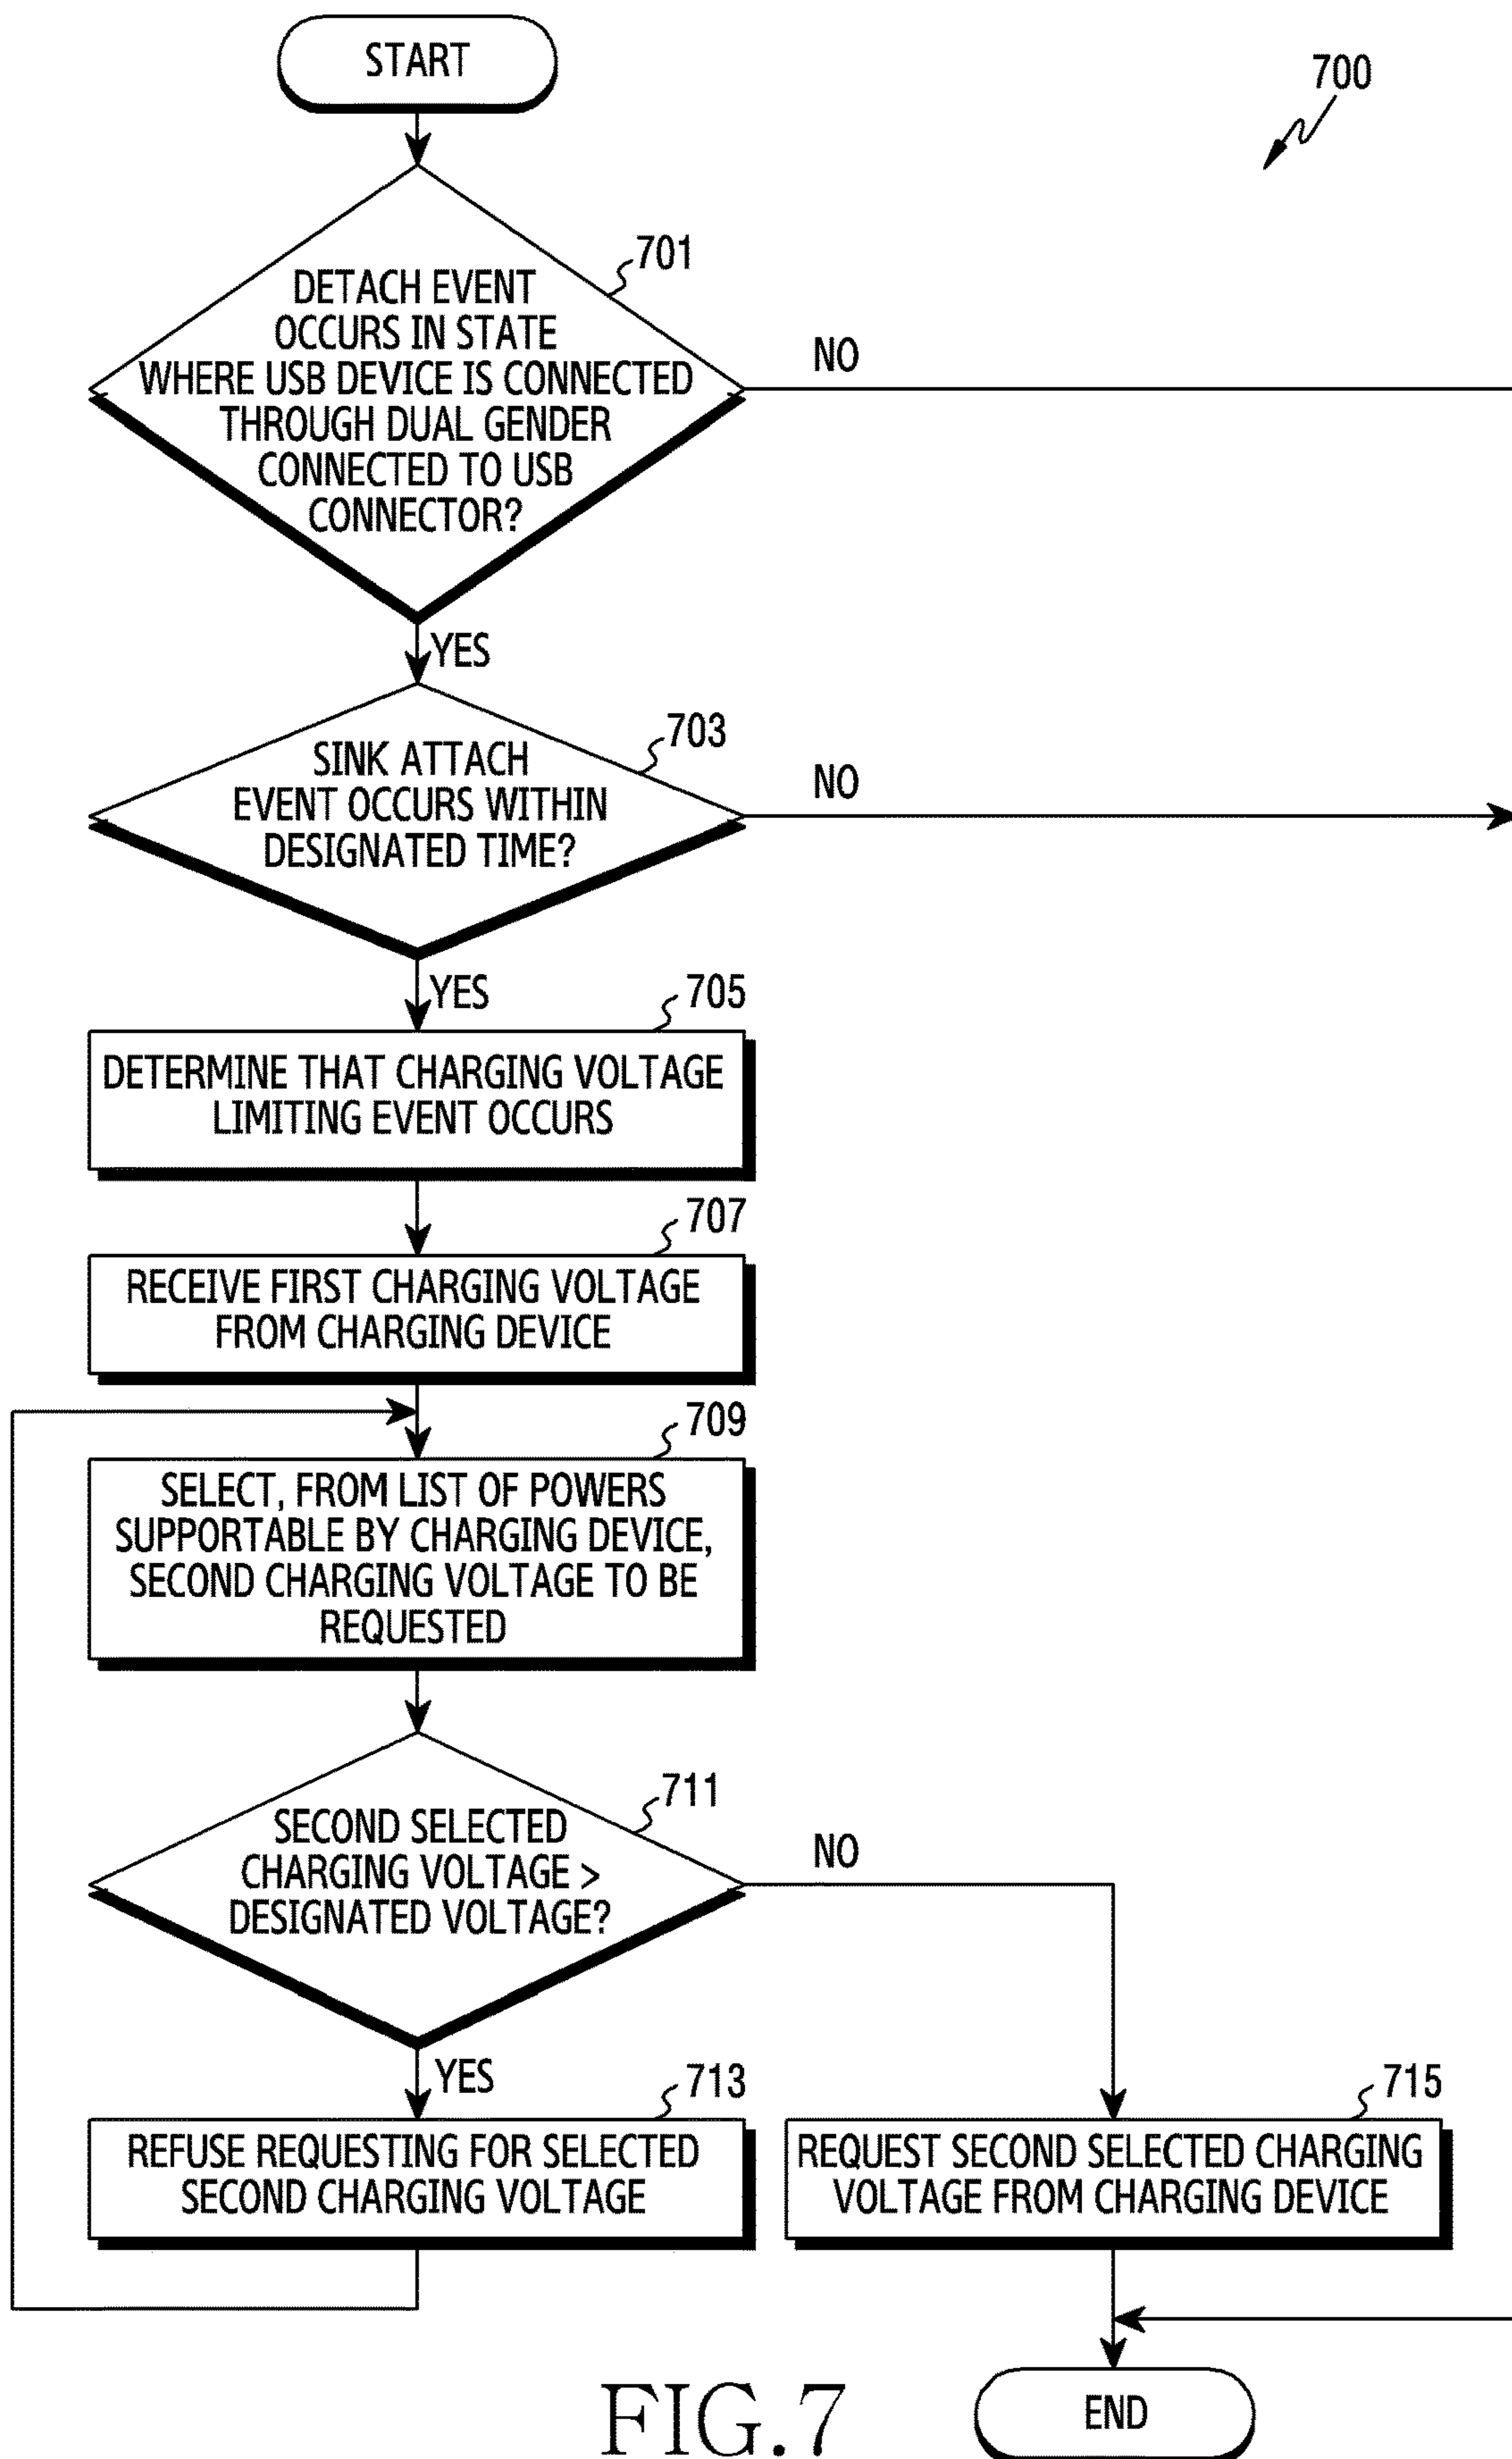 START
700
701
DETACH EVENT
OCCURS IN STATE
WHERE USB DEVICE IS CONNECTED
THROUGH DUAL GENDER
CONNECTED TO USB
CONNECTOR?
NO
YES
703
SINK ATTACH
EVENT OCCURS WITHIN
DESIGNATED TIME?
NO
YES
705
DETERMINE THAT CHARGING VOLTAGE
LIMITING EVENT OCCURS
707
RECEIVE FIRST CHARGING VOLTAGE
FROM CHARGING DEVICE
709
SELECT, FROM LIST OF POWERS
SUPPORTABLE BY CHARGING DEVICE,
SECOND CHARGING VOLTAGE TO BE
REQUESTED
711
SECOND SELECTED
CHARGING VOLTAGE >
DESIGNATED VOLTAGE?
NO
YES
713
REFUSE REQUESTING FOR SELECTED
SECOND CHARGING VOLTAGE
715
REQUEST SECOND SELECTED CHARGING
VOLTAGE FROM CHARGING DEVICE
END
FIG.7